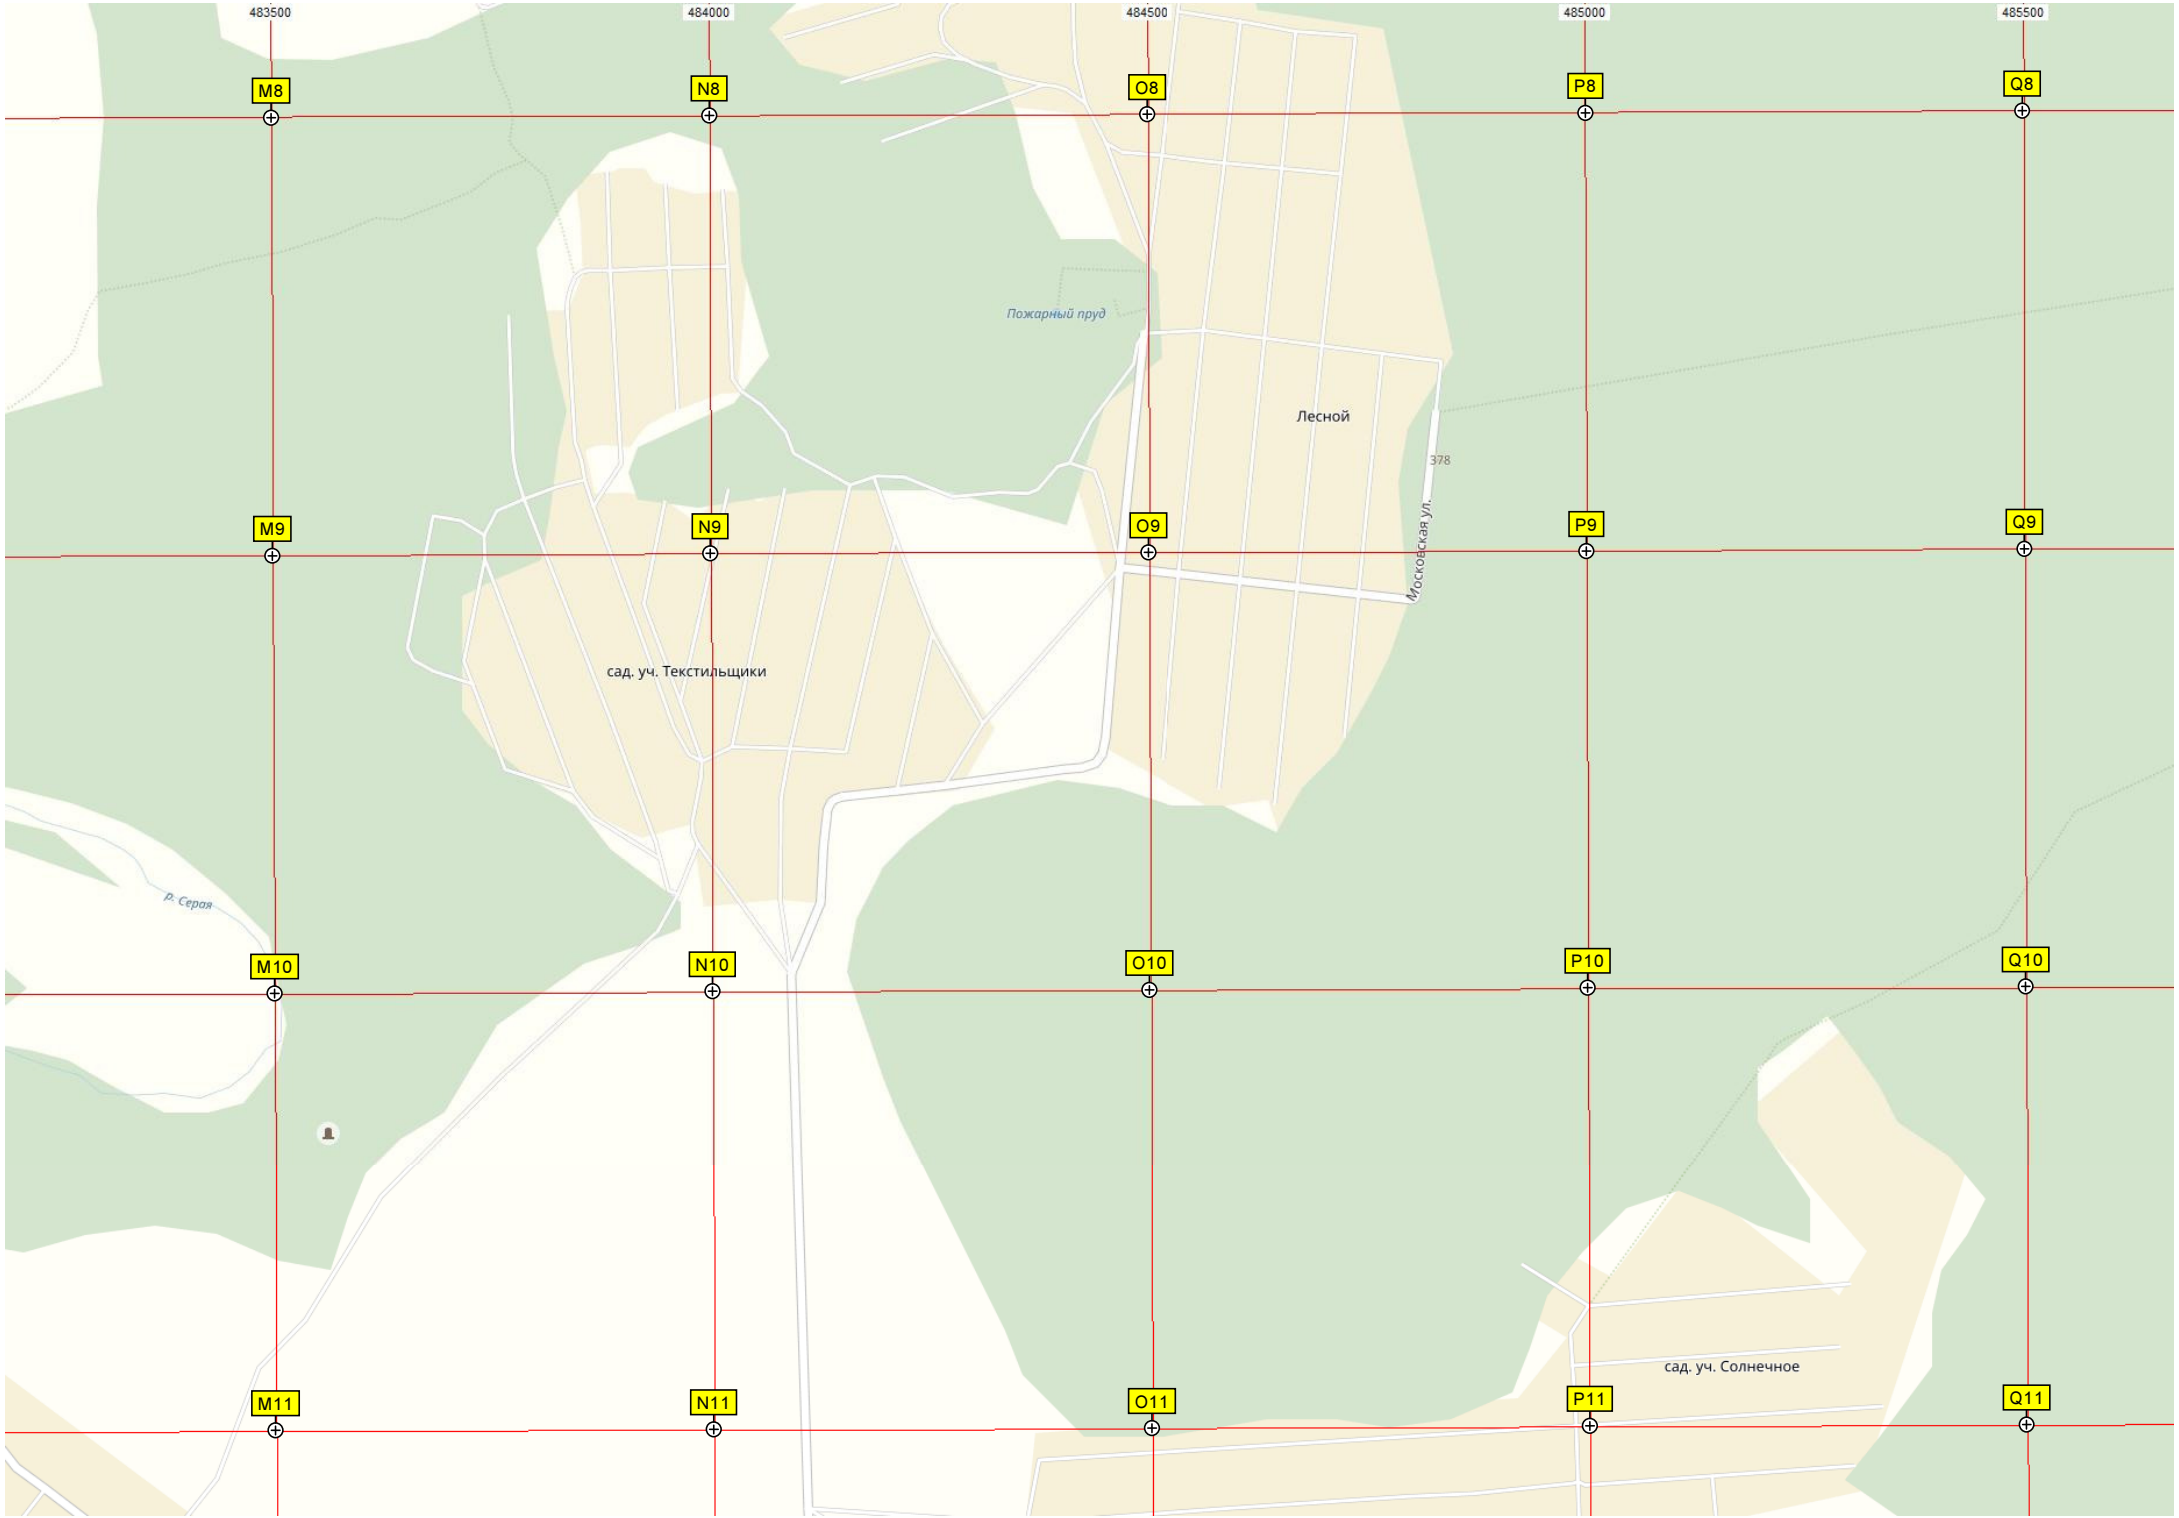 483500 484000 484500 485000 485500
M8 N8 O8 P8 Q8
Пожарный пруд
Лесной
378
Московская ул.
M9 N9 O9 P9 Q9
сад. уч. Текстильщики
р. Серая
M10 N10 O10 P10 Q10
сад. уч. Солнечное
M11 N11 O11 P11 Q11